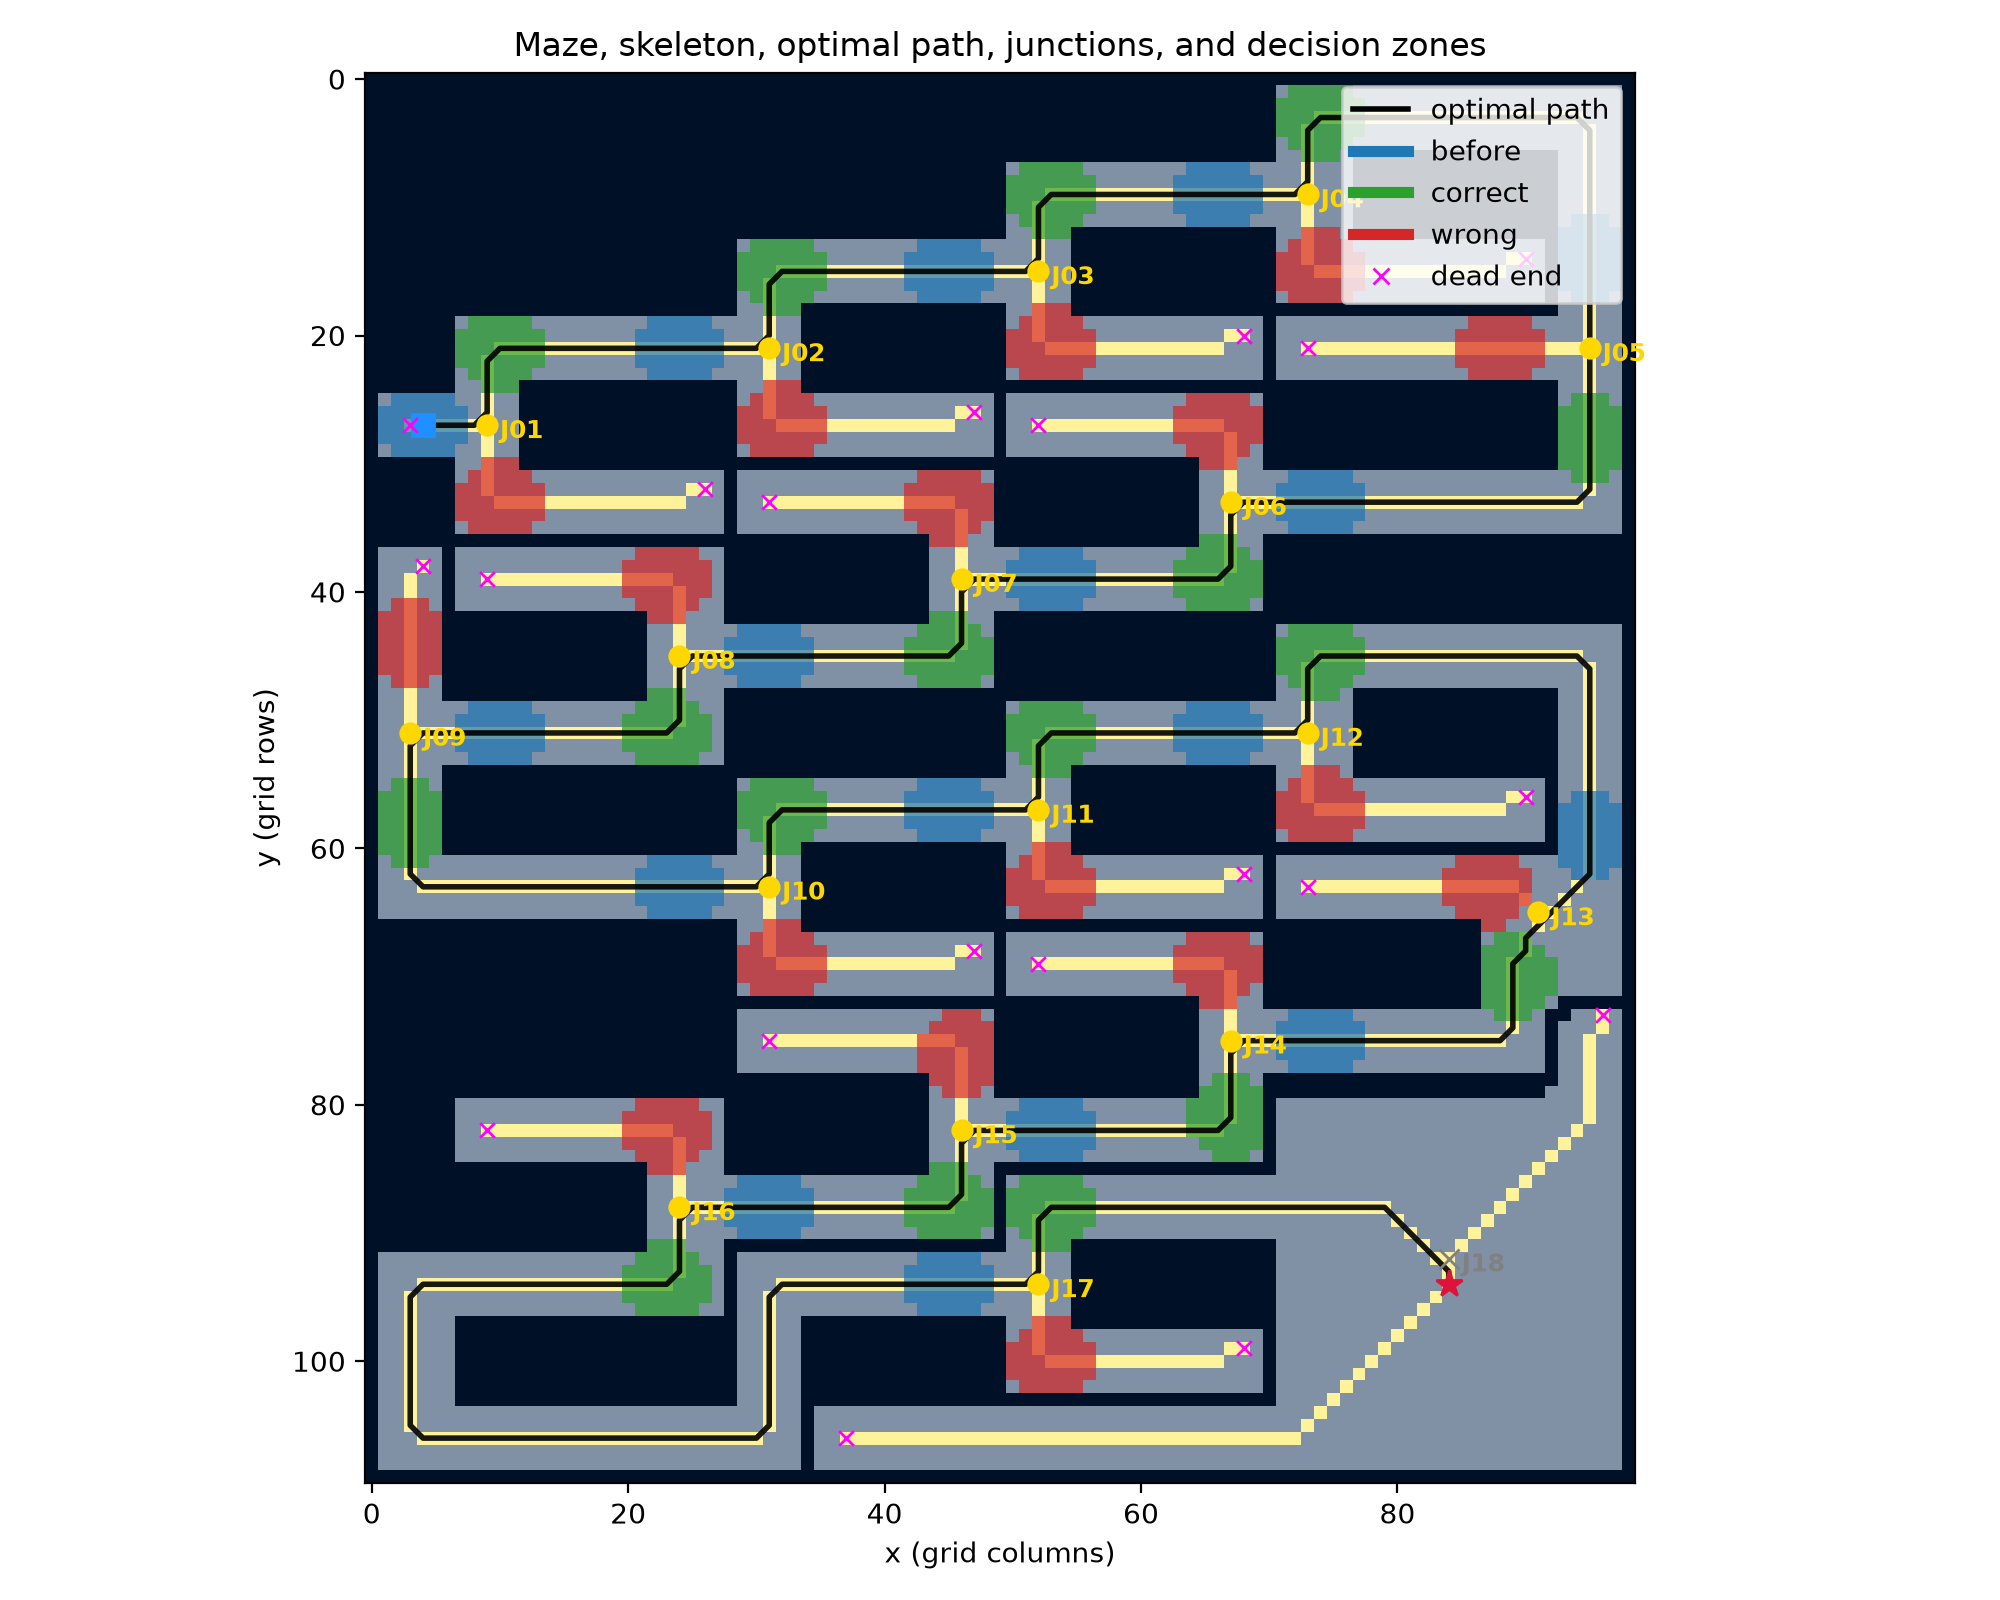 Maze, skeleton, optimal path, junctions, and decision zones
0
20
40
60
80
100
0
20
40
60
80
x (grid columns)
y (grid rows)
optimal path
before
correct
wrong
dead end
J01
J02
J03
J04
J05
J06
J07
J08
J09
J10
J11
J12
J13
J14
J15
J16
J17
J18